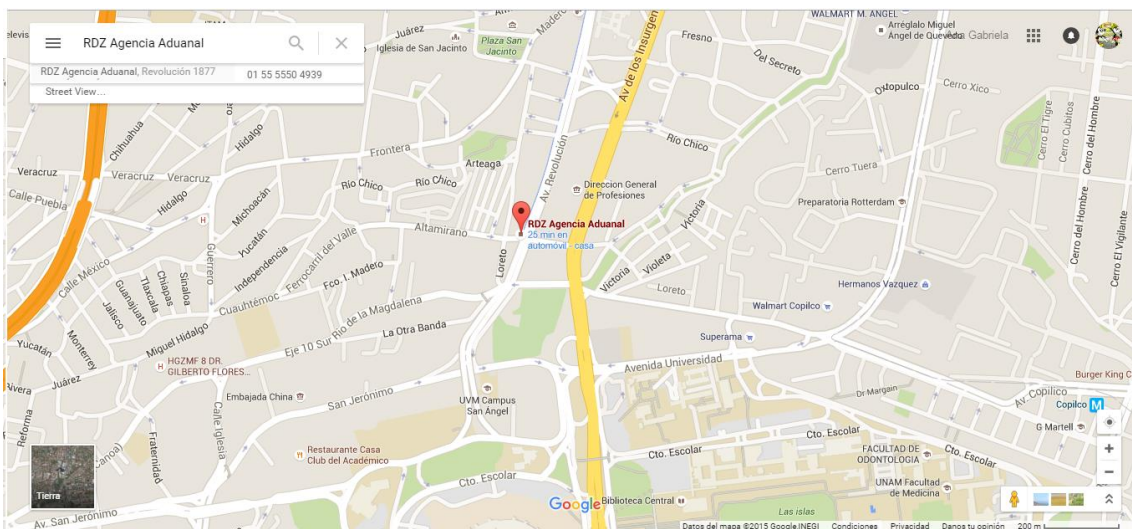 RDZ Agencia Aduanal
RDZ Agencia Aduanal, Revolución 1877
01 55 5550 4939
Street View...
Plaza San
Jacinto
Iglesia de San Jacinto
Madero
Av de los Insurgen
Fresno
Del Secreto
WALMART M. ANGEL
Arréglalo Miguel
Ángel de Quevedo
Gabriela
Oxtopulco
Cerro Xico
Cerro El Tigre
Cerro Cubitos
Cerro del Hombre
Chihuahua
Hidalgo
Veracruz
Veracruz
Veracruz
Frontera
Av. Revolución
Río Chico
Cerro Tuera
Arteaga
Río Chico
Río Chico
Direccion General
de Profesiones
Victoria
Preparatoria Rotterdam
Calle Puebla
Hidalgo
H
Michoacán
Yucatán
Independencia
Guerrero
Ferrocarril del Valle
Altamirano
RDZ Agencia Aduanal
25 min en
automóvil - casa
Loreto
Cerro del Hombre
Cerro El Vigilante
Calle México
Tlaxcala
Chiapas
Sinaloa
Guanajuato
Jalisco
Cuauhtémoc
Fco. I. Madero
Victoria
Violeta
Loreto
Hermanos Vazquez
Walmart Copilco
Monterrey
Miguel Hidalgo
Eje 10 Sur Rio de la Magdalena
La Otra Banda
Superama
Yucatán
H
HGZMF 8 DR.
GILBERTO FLORES...
Avenida Universidad
Juárez
Rivera
Reforma
Embajada China
San Jerónimo
UVM Campus
San Ángel
Dr Margain
Burger King C
Av. Copilico
Copilco
M
Calle Iglesia
Fraternidad
Restaurante Casa
Club del Académico
Cto. Escolar
Cto. Escolar
Cto. Escolar
Cto. Escolar
G Martell
FACULTAD DE
ODONTOLOGIA
UNAM Facultad
de Medicina
Tierra
Av. San Jerónimo
Google
Biblioteca Central
Las islas
Datos del mapa ©2015 Google,INEGI Condiciones Privacidad Danos tu opinión 200 m